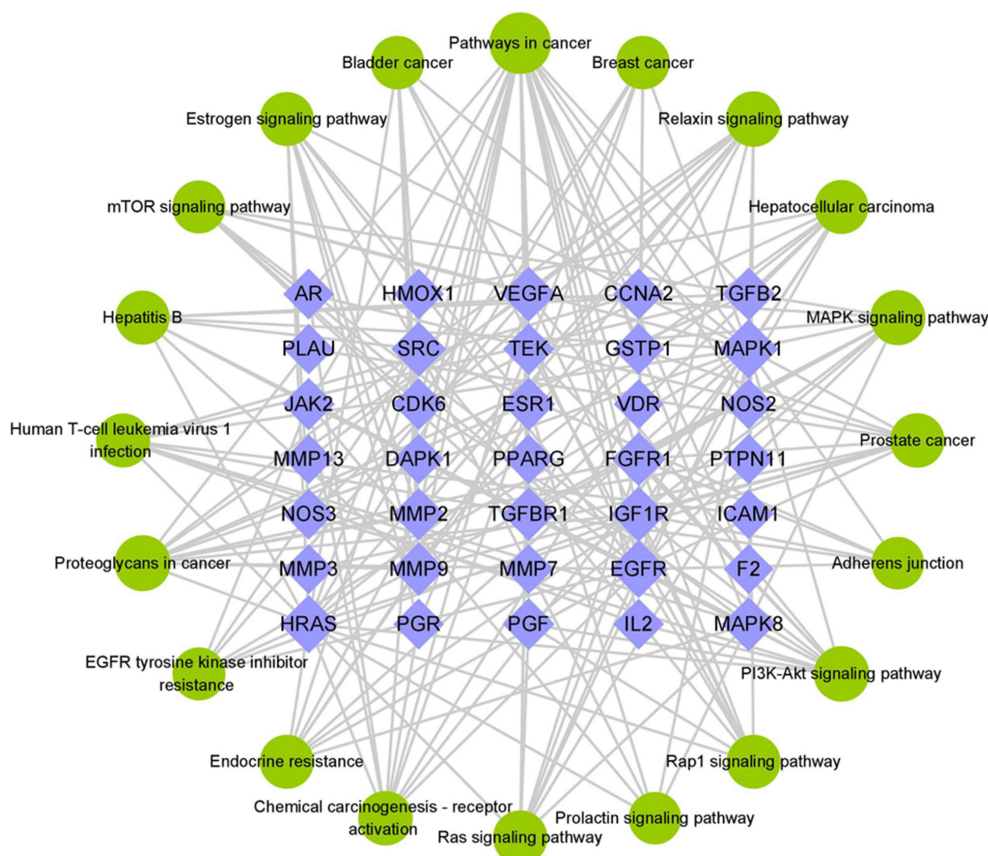 Pathways in cancer
Bladder cancer
Breast cancer
Estrogen signaling pathway
Relaxin signaling pathway
mTOR signaling pathway
Hepatocellular carcinoma
AR
HMOX1
VEGFA
CCNA2
TGFB2
Hepatitis B
MAPK signaling pathway
PLAU
SRC
TEK
GSTP1
MAPK1
JAK2
CDK6
ESR1
VDR
NOS2
Human T-cell leukemia virus 1
infection
Prostate cancer
MMP13
DAPK1
PPARG
FGFR1
PTPN11
NOS3
MMP2
TGFBR1
IGF1R
ICAM1
Proteoglycans in cancer
Adherens junction
MMP3
MMP9
MMP7
EGFR
F2
HRAS
PGR
PGF
IL2
MAPK8
EGFR tyrosine kinase inhibitor
resistance
PI3K-Akt signaling pathway
Endocrine resistance
Rap1 signaling pathway
Chemical carcinogenesis - receptor
activation
Ras signaling pathway
Prolactin signaling pathway